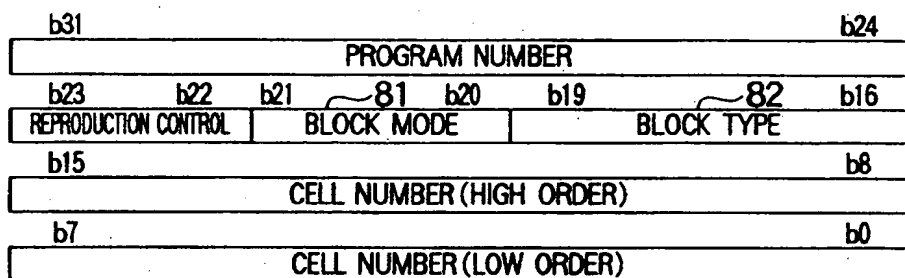 b31 b24
PROGRAM NUMBER
b23 b22 b21 81 b20 b19 82 b16
REPRODUCTION CONTROL BLOCK MODE BLOCK TYPE
b15 b8
CELL NUMBER (HIGH ORDER)
b7 b0
CELL NUMBER (LOW ORDER)